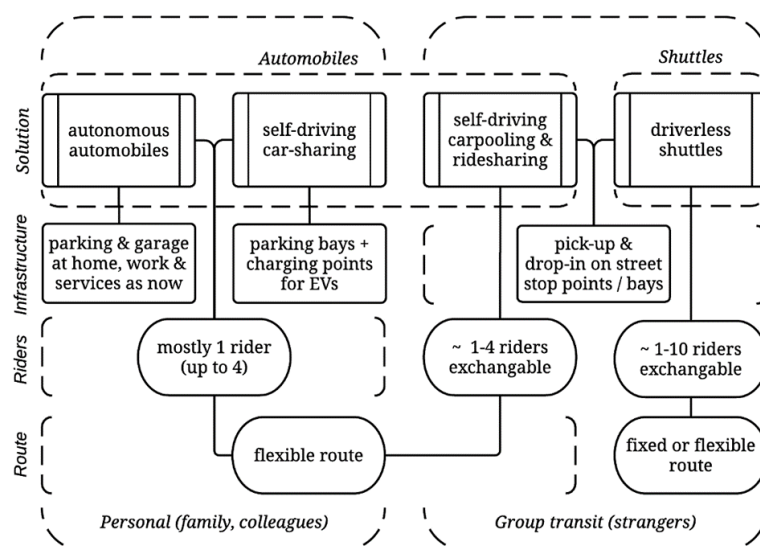 Automobiles
Shuttles
Solution
autonomous
automobiles
self-driving
car-sharing
self-driving
carpooling &
ridesharing
driverless
shuttles
Infrastructure
parking & garage
at home, work &
services as now
parking bays +
charging points
for EVs
pick-up &
drop-in on street
stop points / bays
Riders
mostly 1 rider
(up to 4)
~ 1-4 riders
exchangable
~ 1-10 riders
exchangable
Route
flexible route
fixed or flexible
route
Personal (family, colleagues)
Group transit (strangers)